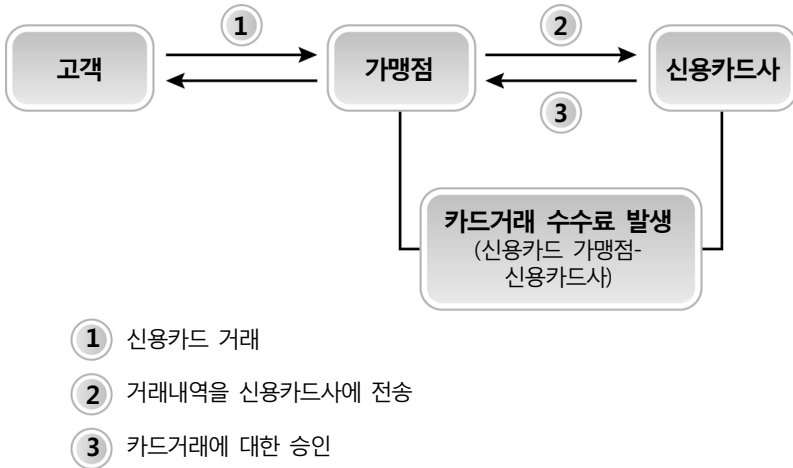 1
2
고객
가맹점
신용카드사
3
카드거래 수수료 발생
(신용카드 가맹점-
신용카드사)
1 신용카드 거래
2 거래내역을 신용카드사에 전송
3 카드거래에 대한 승인